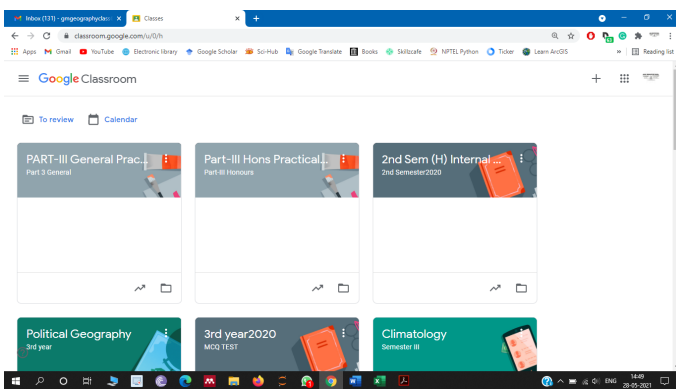 Inbox (131) - gmgeographyclass
Classes
classroom.google.com/u/0/h
Apps Gmail YouTube Electronic library Google Scholar Sci-Hub Google Translate Books Skillzcafe NPTEL Python Ticker Learn ArcGIS » Reading list
Google Classroom
To review Calendar
PART-III General Prac...
Part 3 General
Part-III Hons Practical...
Part-III Honours
2nd Sem (H) Internal ...
2nd Semester2020
Political Geography
3rd year
3rd year2020
MCQ TEST
Climatology
Semester III
ENG
14:49
28-05-2021